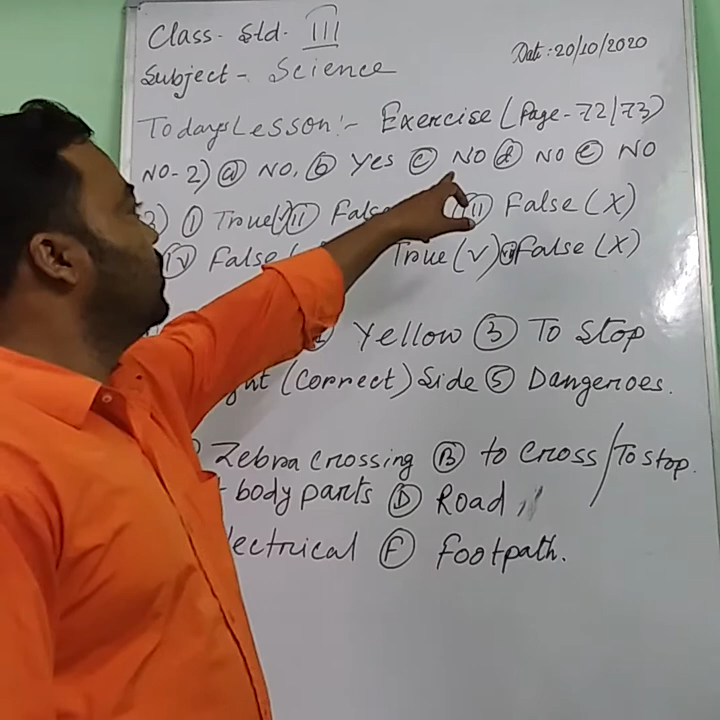 Class- Std. III
Date: 20/10/2020
Subject - Science
Todays Lesson:- Exercise (Page-72/73)
NO-2) (a) NO, (b) Yes (c) NO (d) NO (e) NO
3) (i) True(√) (ii) False (iii) False (X)
(iv) False True (√) (vi) False (X)
Yellow (3) To Stop
(Correct) Side (5) Dangeroes.
Zebra crossing (B) to cross/To stop.
body parts (D) Road,
lectrical (F) footpath.